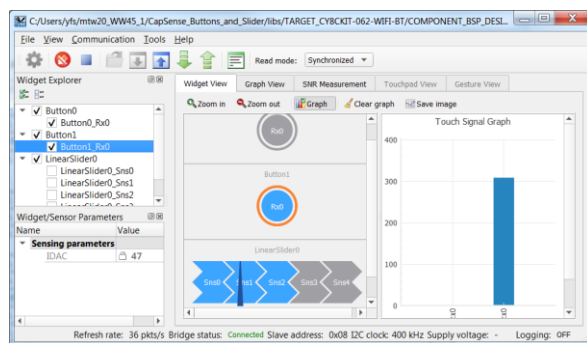 C:/Users/yfs/mtw20_WW45_1/CapSense_Buttons_and_Slider/libs/TARGET_CY8CKIT-062-WIFI-BT/COMPONENT_BSP_DESI...
File View Communication Tools Help
Read mode: Synchronized
Widget Explorer
Button0
Button0_Rx0
Button1
Button1_Rx0
LinearSlider0
LinearSlider0_Sns0
LinearSlider0_Sns1
LinearSlider0_Sns2
Widget/Sensor Parameters
Name Value
Sensing parameters
IDAC 47
Widget View Graph View SNR Measurement Touchpad View Gesture View
Zoom in Zoom out Graph Clear graph Save image
Rx0
Button1
Rx0
LinearSlider0
Sns0 Sns1 Sns2 Sns3 Sns4
Touch Signal Graph
400
300
200
100
0
Refresh rate: 36 pkts/s Bridge status: Connected Slave address: 0x08 I2C clock: 400 kHz Supply voltage: - Logging: OFF